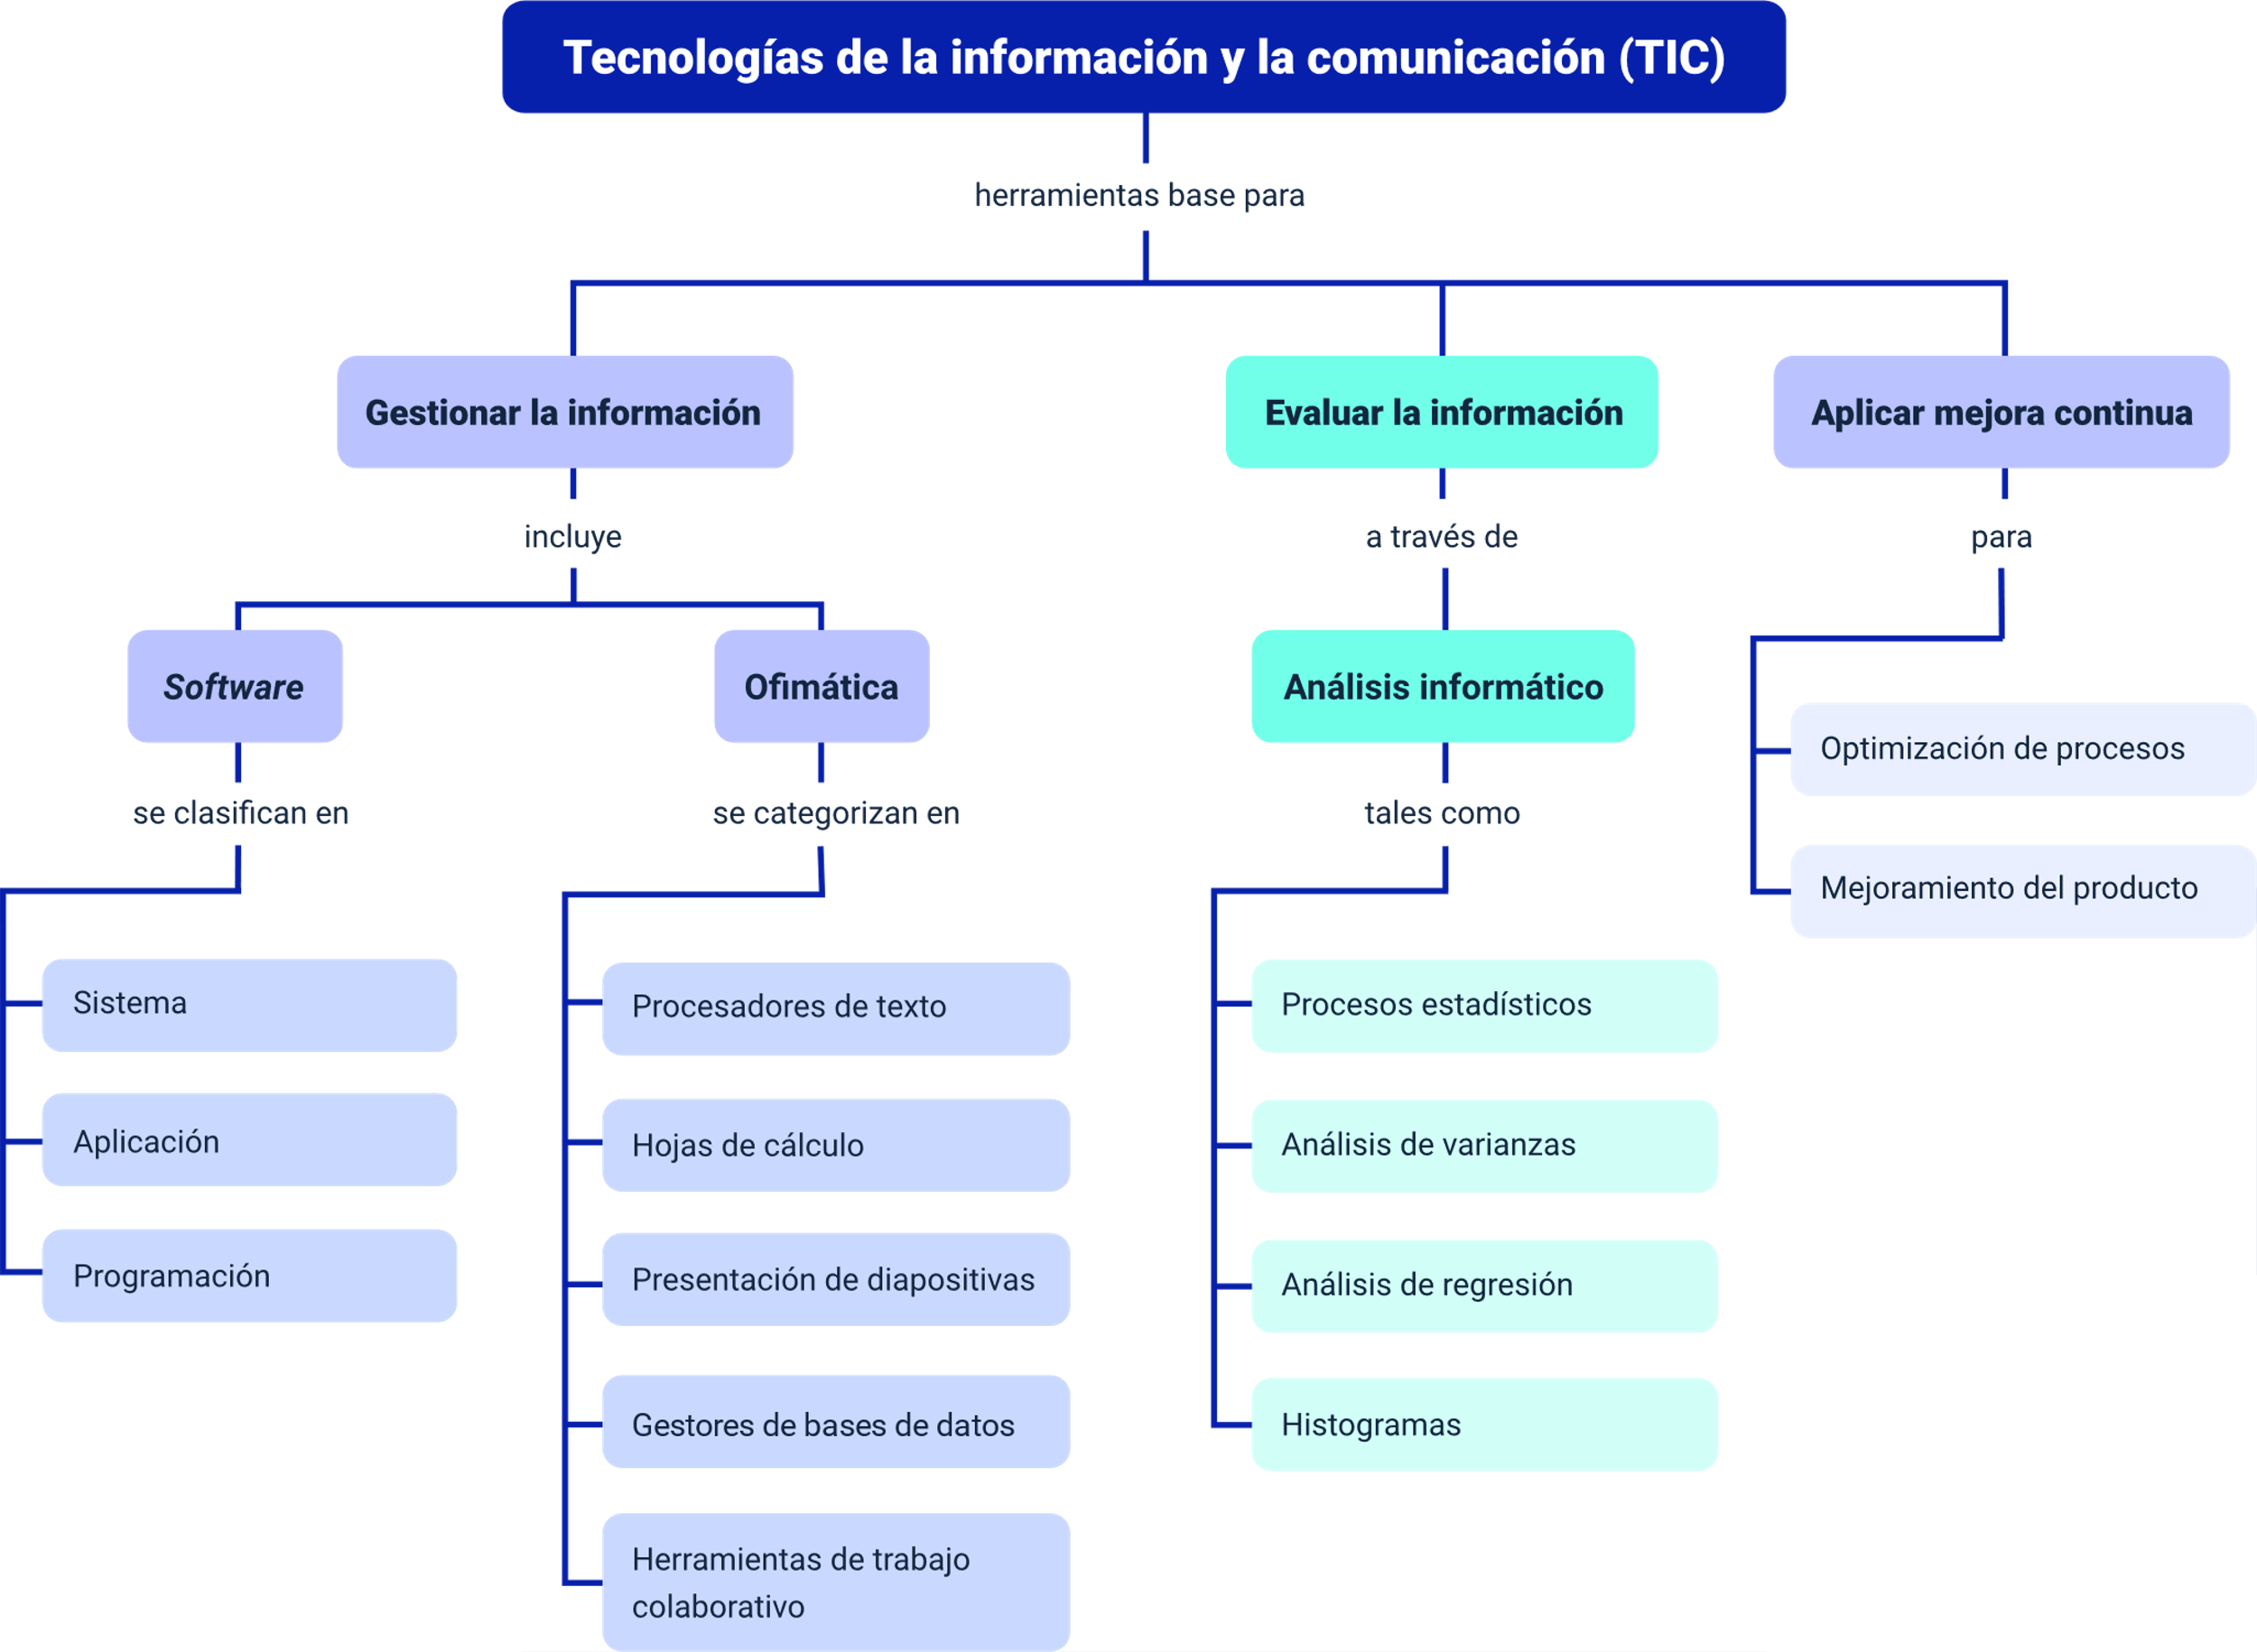 Tecnologías de la información y la comunicación (TIC)
herramientas base para
Gestionar la información
incluye
Software
se clasifican en
Sistema
Aplicación
Programación
Ofimática
se categorizan en
Procesadores de texto
Hojas de cálculo
Presentación de diapositivas
Gestores de bases de datos
Herramientas de trabajo
colaborativo
Evaluar la información
a través de
Análisis informático
tales como
Procesos estadísticos
Análisis de varianzas
Análisis de regresión
Histogramas
Aplicar mejora continua
para
Optimización de procesos
Mejoramiento del producto